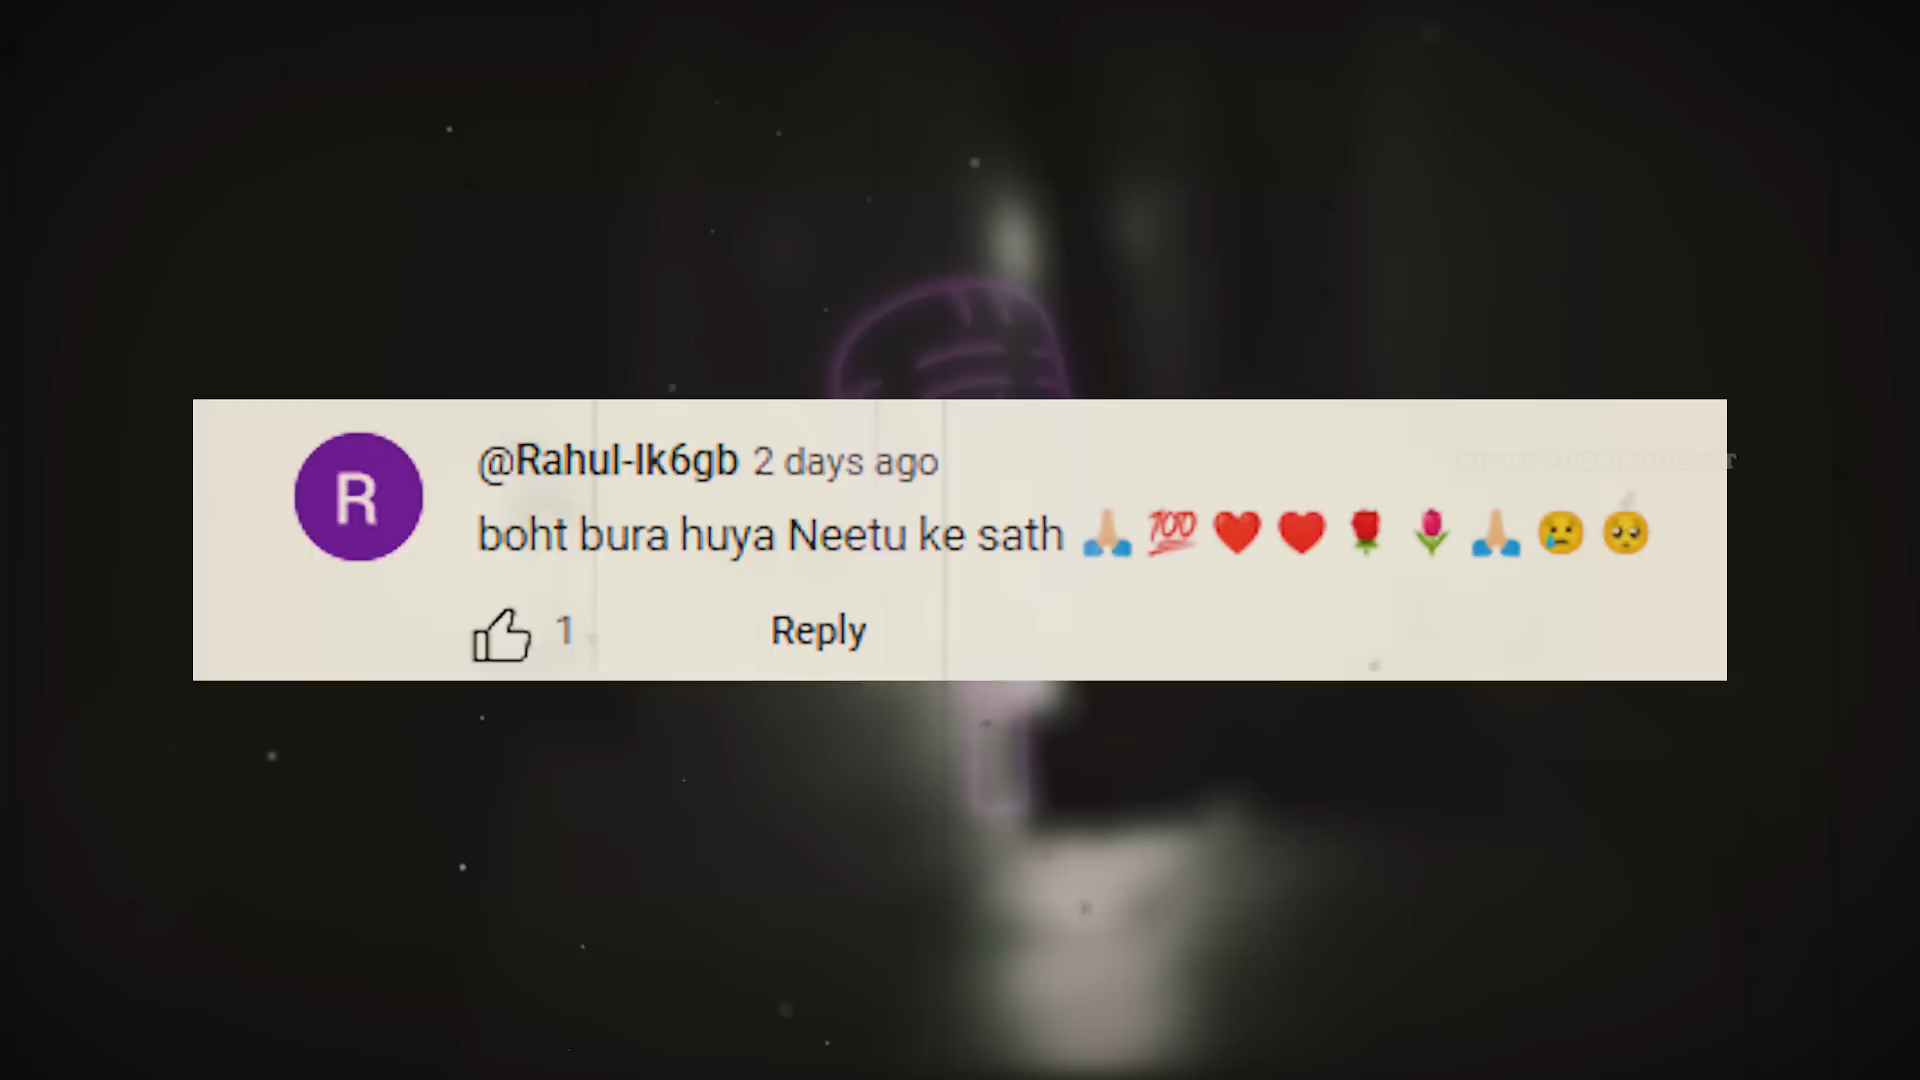 R
@Rahul-lk6gb 2 days ago
boht bura huya Neetu ke sath 🙏🏼 💯 ❤️ ❤️ 🌹 🌷 🙏🏼 😢 🥺
1 Reply